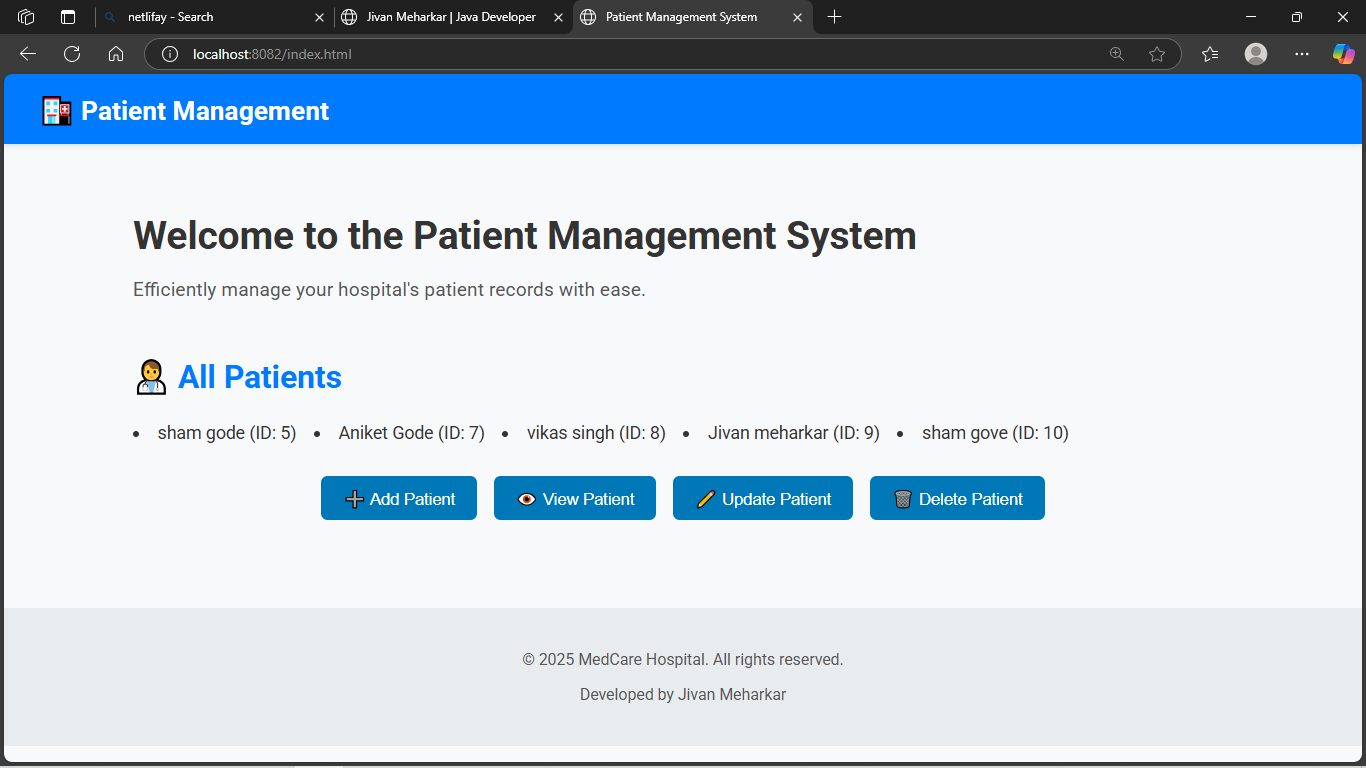 netlifay - Search
Jivan Meharkar | Java Developer
Patient Management System
localhost:8082/index.html
Patient Management
Welcome to the Patient Management System
Efficiently manage your hospital's patient records with ease.
All Patients
• sham gode (ID: 5) • Aniket Gode (ID: 7) • vikas singh (ID: 8) • Jivan meharkar (ID: 9) • sham gove (ID: 10)
Add Patient View Patient Update Patient Delete Patient
© 2025 MedCare Hospital. All rights reserved.
Developed by Jivan Meharkar